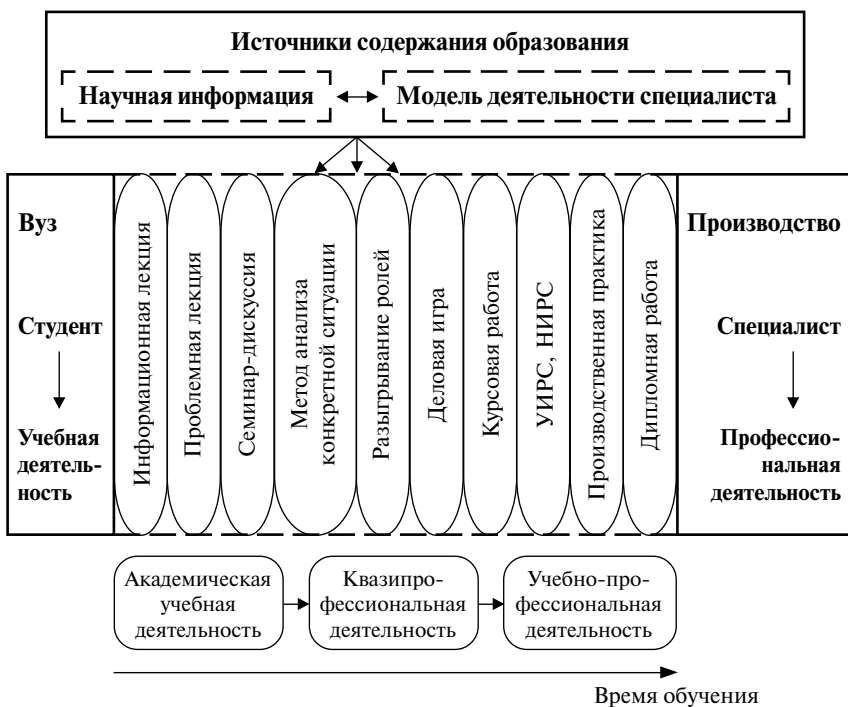 Источники содержания образования
Научная информация
Модель деятельности специалиста
Вуз
Студент
Учебная
деятель-
ность
Информационная лекция
Проблемная лекция
Семинар-дискуссия
Метод анализа
конкретной ситуации
Разыгрывание ролей
Деловая игра
Курсовая работа
УИРС, НИРС
Производственная практика
Дипломная работа
Производство
Специалист
Професcио-
нальная
деятельность
Академическая
учебная
деятельность
Квазипро-
фессиональная
деятельность
Учебно-про-
фессиональная
деятельность
Время обучения